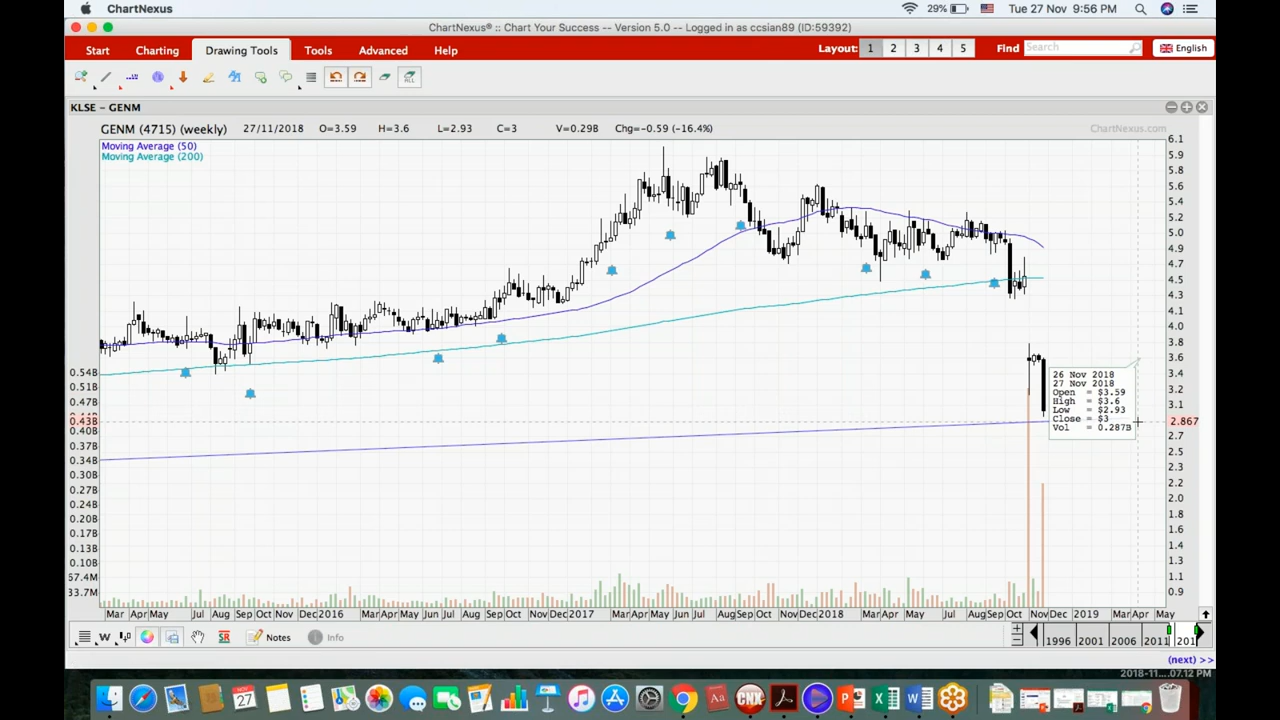 ChartNexus
29%
Tue 27 Nov 9:56 PM
ChartNexus® :: Chart Your Success -- Version 5.0 -- Logged in as ccsian89 (ID:59392)
Start Charting Drawing Tools Tools Advanced Help Layout: 1 2 3 4 5 Find Search English
ALL
KLSE - GENM
GENM (4715) (weekly) 27/11/2018 O=3.59 H=3.6 L=2.93 C=3 V=0.29B Chg=-0.59 (-16.4%) ChartNexus.com
Moving Average (50)
Moving Average (200)
6.1
5.9
5.8
5.6
5.4
5.2
5.0
4.9
4.7
4.5
4.3
4.1
4.0
3.8
3.6
3.4
3.2
3.1
2.867
2.7
2.5
2.3
2.2
2.0
1.8
1.6
1.4
1.3
1.1
0.9
0.54B
0.51B
0.47B
0.43B
0.40B
0.37B
0.34B
0.30B
0.27B
0.24B
0.20B
0.17B
0.13B
0.10B
57.4M
33.7M
26 Nov 2018
27 Nov 2018
Open = $3.59
High = $3.6
Low = $2.93
Close = $3
Vol = 0.287B
Mar Apr May Jul Aug Sep Oct Nov Dec 2016 Mar Apr May Jun Jul Aug Sep Oct Nov Dec 2017 Mar Apr May Jun Jul Aug Sep Oct Nov Dec 2018 Mar Apr May Jul Aug Sep Oct Nov Dec 2019 Mar Apr May
W SR Notes Info 1996 2001 2006 2011 201
(next) >>
2018-11....07.12 PM
NOV
27
Aa
CNX
P
X
W